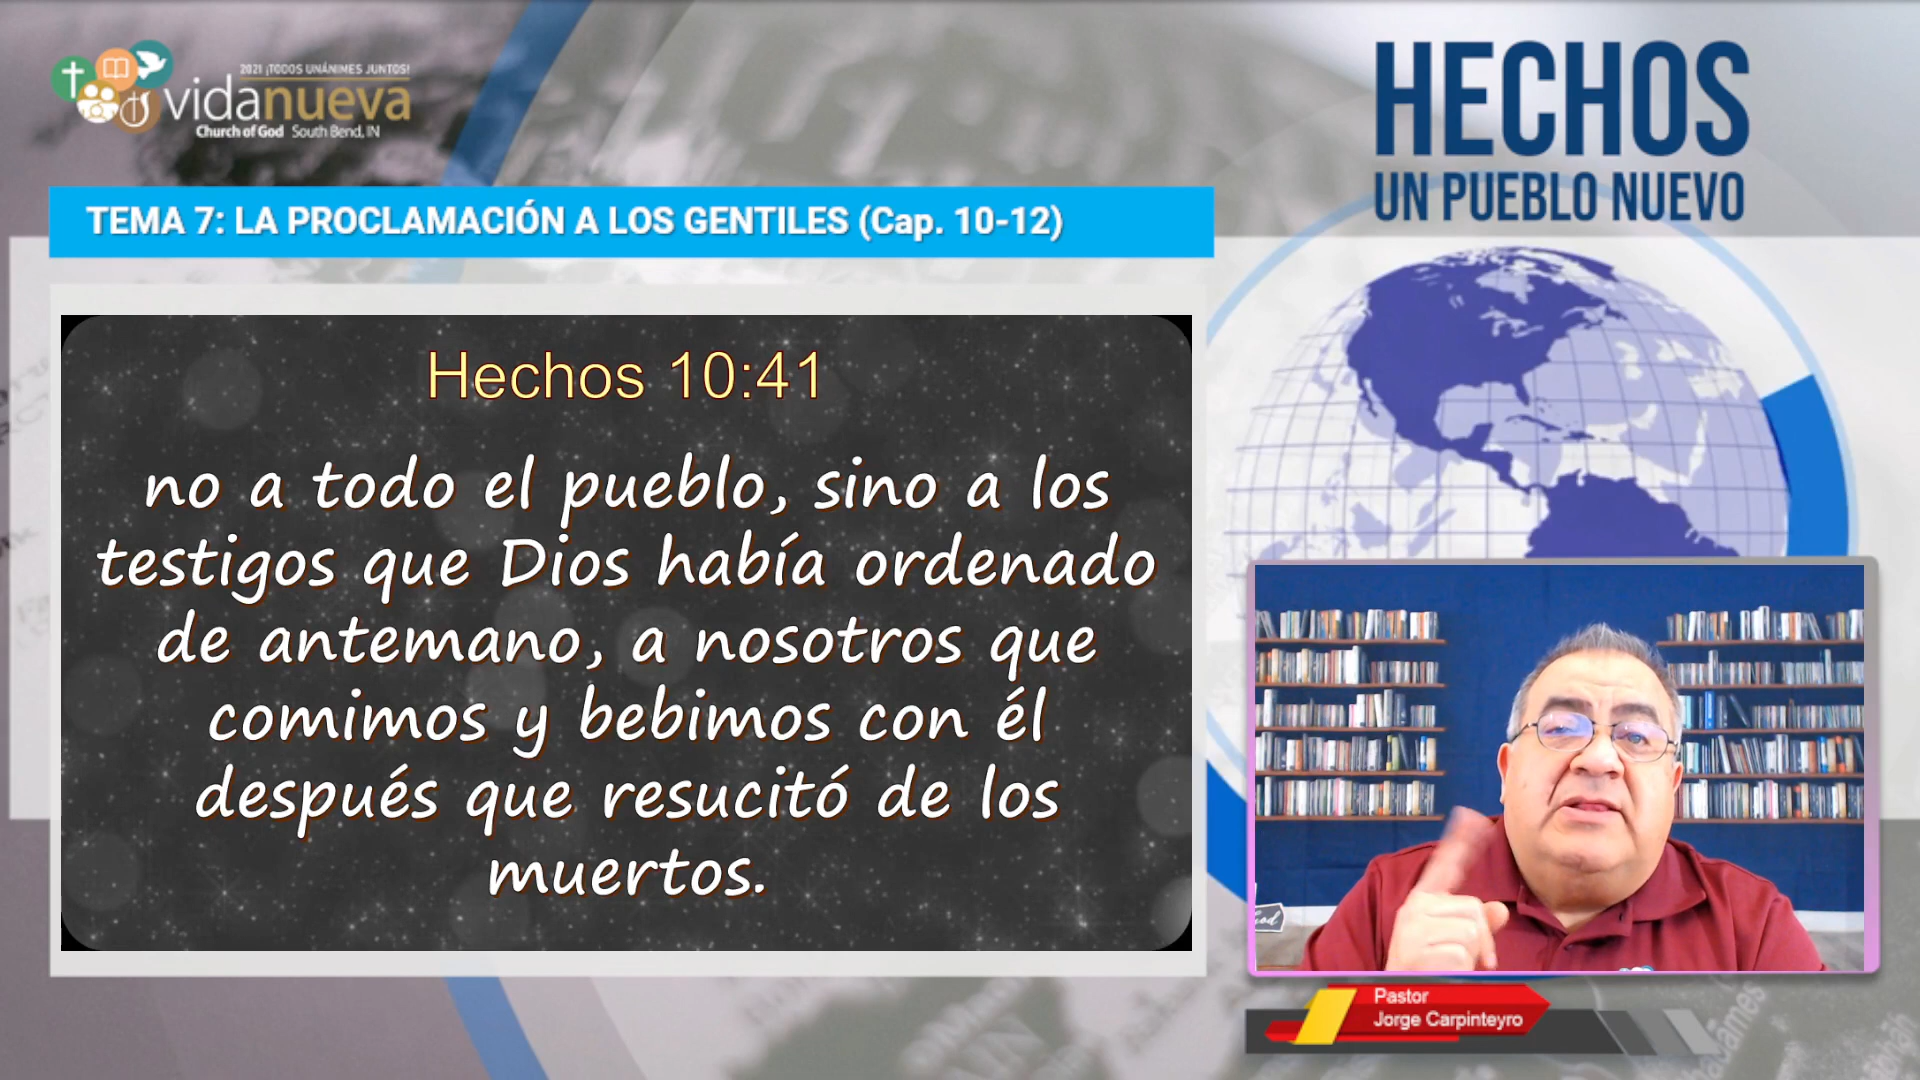 2021 ¡TODOS UNÁNIMES JUNTOS!
vidanueva
Church of God South Bend, IN
HECHOS
UN PUEBLO NUEVO
TEMA 7: LA PROCLAMACIÓN A LOS GENTILES (Cap. 10-12)
Hechos 10:41
no a todo el pueblo, sino a los
testigos que Dios había ordenado
de antemano, a nosotros que
comimos y bebimos con él
después que resucitó de los
muertos.
Pastor
Jorge Carpinteyro